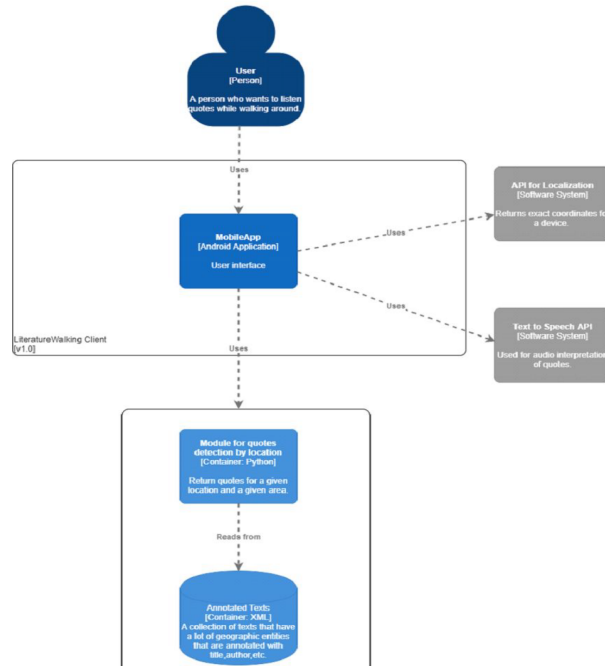 User
[Person]
A person who wants to listen
quotes while walking around.
Uses
API for Localization
[Software System]
Returns exact coordinates fo
a device.
Uses
MobileApp
[Android Application]
User interface
Uses
Text to Speech API
[Software System]
Used for audio interpretation
of quotes.
LiteratureWalking Client
[v1.0]
Uses
Module for quotes
detection by location
[Container: Python]
Return quotes for a given
location and a given area.
Reads from
Annotated Texts
[Container: XML]
A collection of texts that have
a lot of geographic entities
that are annotated with
title,author,etc.